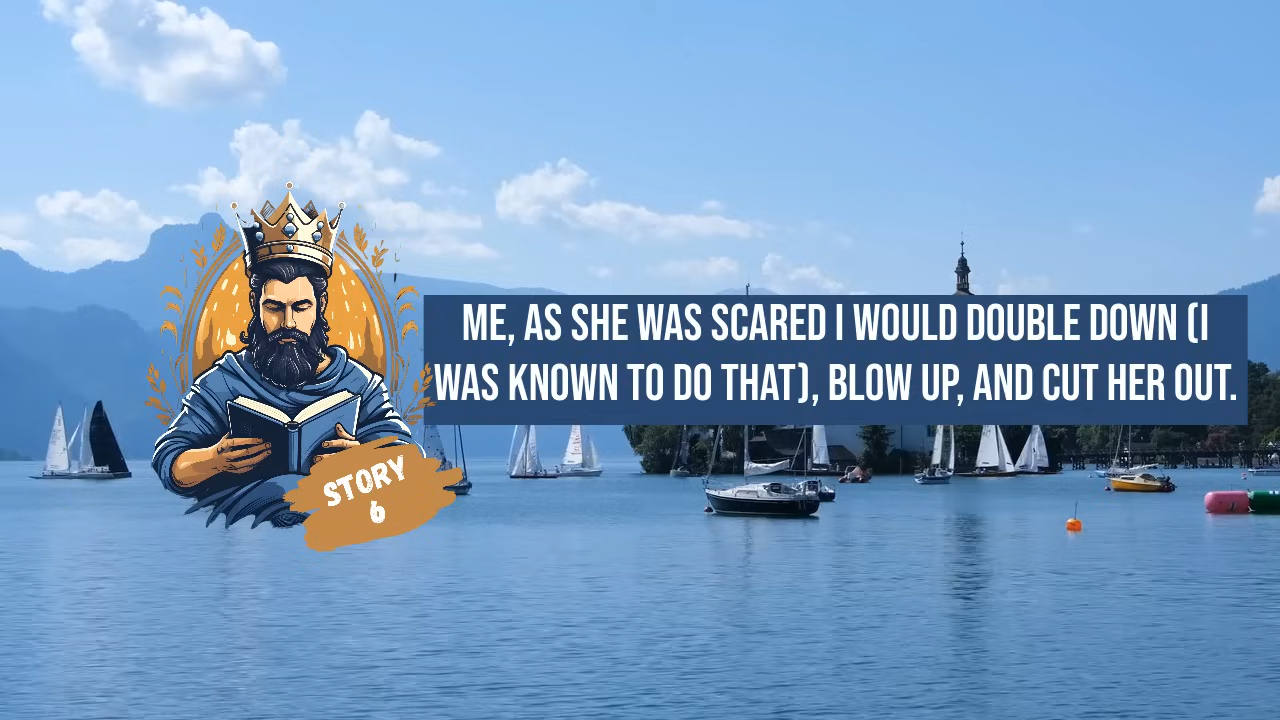 ME, AS SHE WAS SCARED I WOULD DOUBLE DOWN (I
WAS KNOWN TO DO THAT), BLOW UP, AND CUT HER OUT.
STORY
6